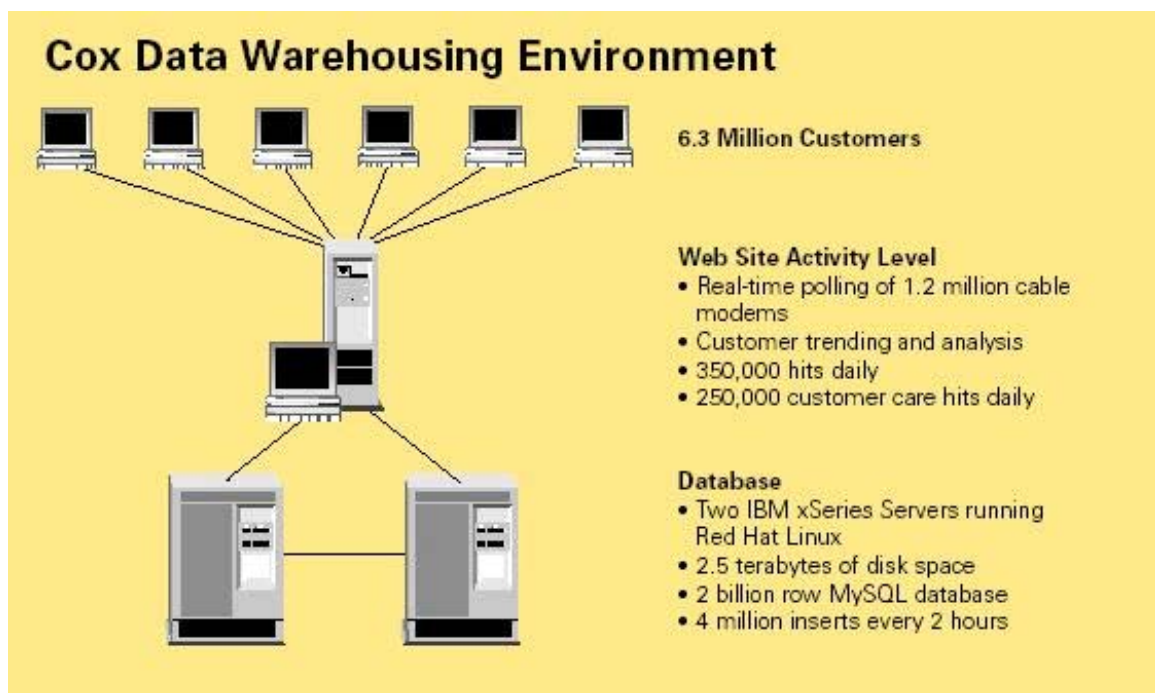 Cox Data Warehousing Environment
6.3 Million Customers
Web Site Activity Level
• Real-time polling of 1.2 million cable
modems
• Customer trending and analysis
• 350,000 hits daily
• 250,000 customer care hits daily
Database
• Two IBM xSeries Servers running
Red Hat Linux
• 2.5 terabytes of disk space
• 2 billion row MySQL database
• 4 million inserts every 2 hours